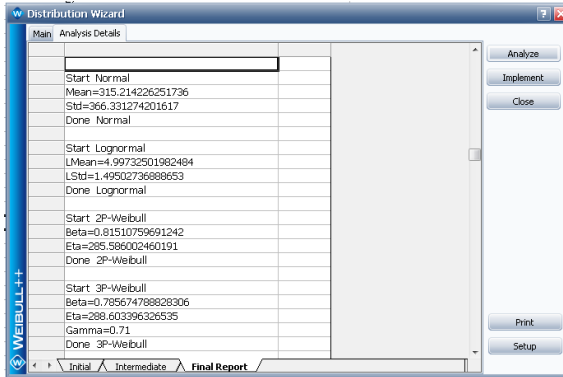 Distribution Wizard
Main Analysis Details
Start Normal
Mean=315.214226251736
Std=366.331274201617
Done Normal
Start Lognormal
LMean=4.99732501982484
LStd=1.49502736888653
Done Lognormal
Start 2P-Weibull
Beta=0.81510759691242
Eta=285.586002460191
Done 2P-Weibull
Start 3P-Weibull
Beta=0.785674788828306
Eta=288.603396326535
Gamma=0.71
Done 3P-Weibull
Initial Intermediate Final Report
Analyze
Implement
Close
Print
Setup
WEIBULL++